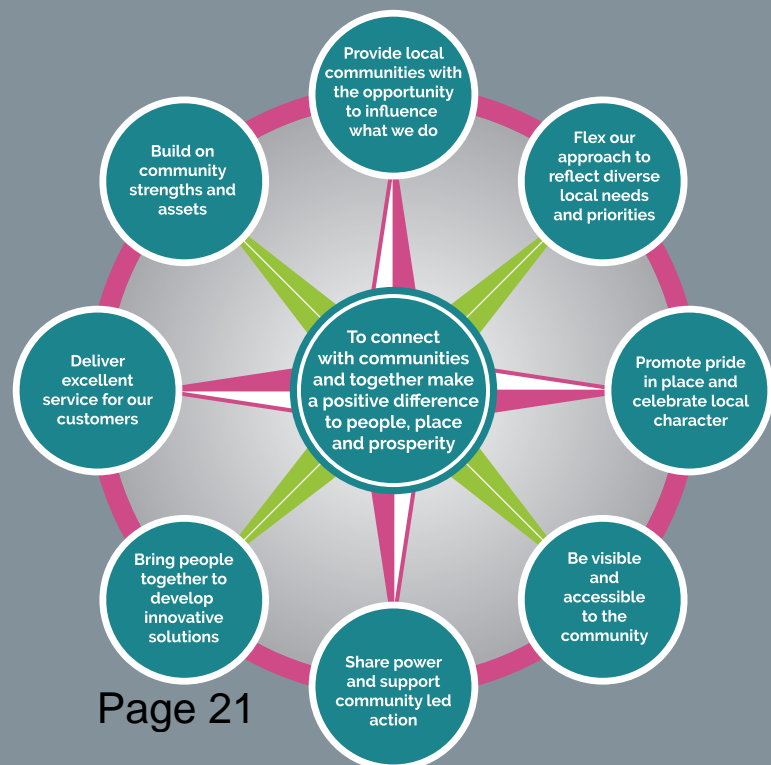 Provide local
communities with
the opportunity
to influence
what we do
Flex our
approach to
reflect diverse
local needs
and priorities
Promote pride
in place and
celebrate local
character
Be visible
and
accessible
to the
community
Share power
and support
community led
action
Bring people
together to
develop
innovative
solutions
Deliver
excellent
service for our
customers
Build on
community
strengths and
assets
To connect
with communities
and together make
a positive difference
to people, place
and prosperity
Page 21